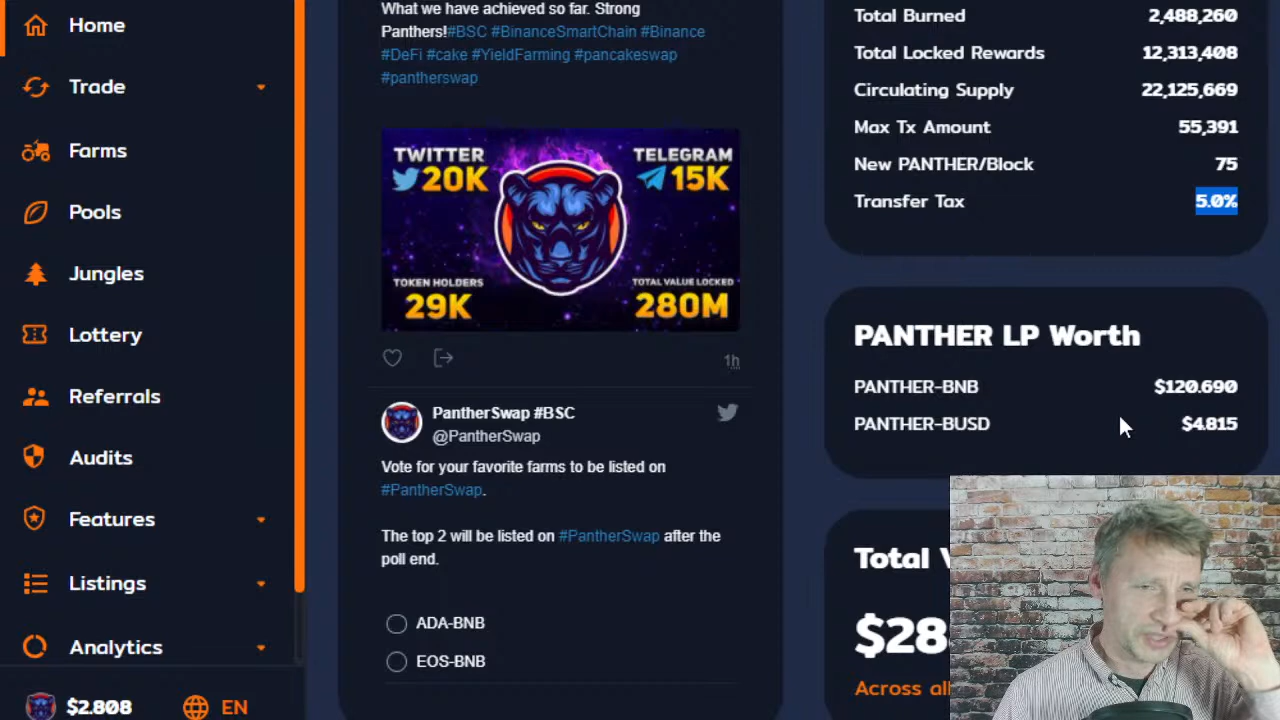 Home
Trade
Farms
Pools
Jungles
Lottery
Referrals
Audits
Features
Listings
Analytics
$2.808
EN
What we have achieved so far. Strong
Panthers!#BSC #BinanceSmartChain #Binance
#DeFi #cake #YieldFarming #pancakeswap
#pantherswap
TWITTER
20K
TELEGRAM
15K
TOKEN HOLDERS
29K
TOTAL VALUE LOCKED
280M
1h
PantherSwap #BSC
@PantherSwap
Vote for your favorite farms to be listed on
#PantherSwap.
The top 2 will be listed on #PantherSwap after the
poll end.
ADA-BNB
EOS-BNB
Total Burned 2,488,260
Total Locked Rewards 12,313,408
Circulating Supply 22,125,669
Max Tx Amount 55,391
New PANTHER/Block 75
Transfer Tax 5.0%
PANTHER LP Worth
PANTHER-BNB $120.690
PANTHER-BUSD $4.815
Total
$28
Across all